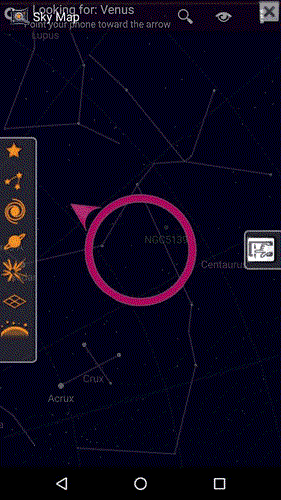 Looking for: Venus
Sky Map
Point your phone toward the arrow
Lupus
NGC5139
Centaurus
Crux
Acrux